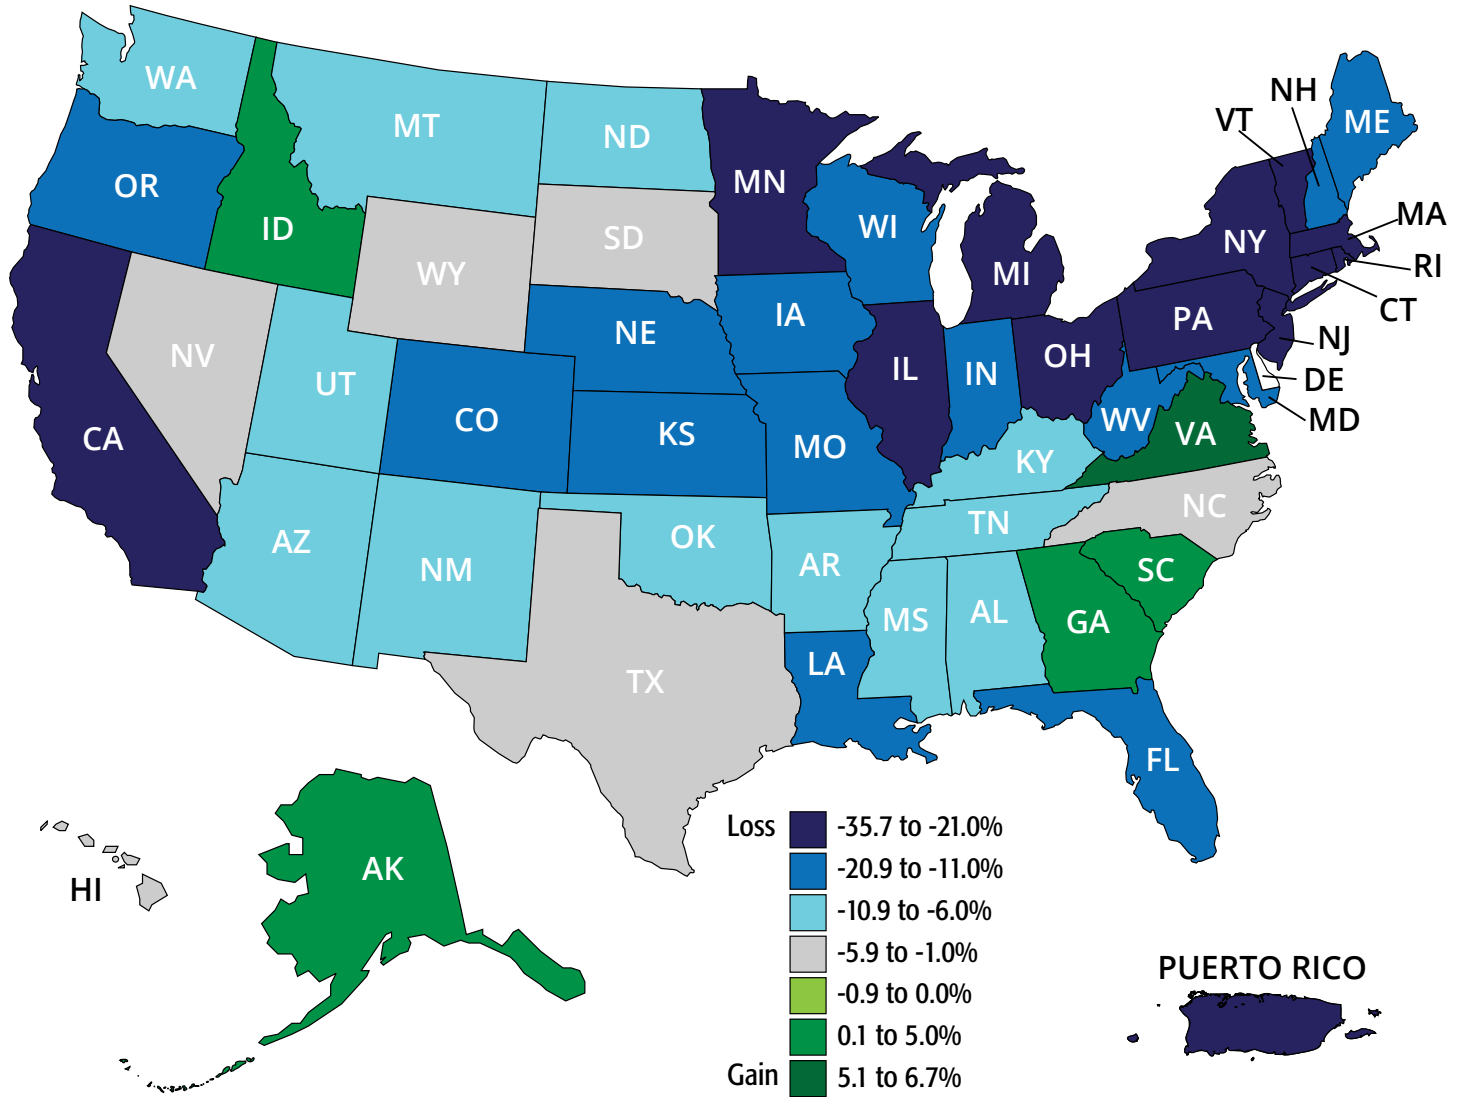 WA
MT
ND
MN
OR
ID
SD
WY
WI
MI
NY
VT
NH
ME
MA
RI
CT
NJ
DE
MD
PA
NV
UT
CO
NE
IA
IL
IN
OH
CA
KS
MO
WV
VA
KY
NC
TN
AZ
NM
OK
AR
SC
MS
AL
GA
TX
LA
FL
HI
AK
Loss -35.7 to -21.0%
-20.9 to -11.0%
-10.9 to -6.0%
-5.9 to -1.0%
-0.9 to 0.0%
0.1 to 5.0%
Gain 5.1 to 6.7%
PUERTO RICO